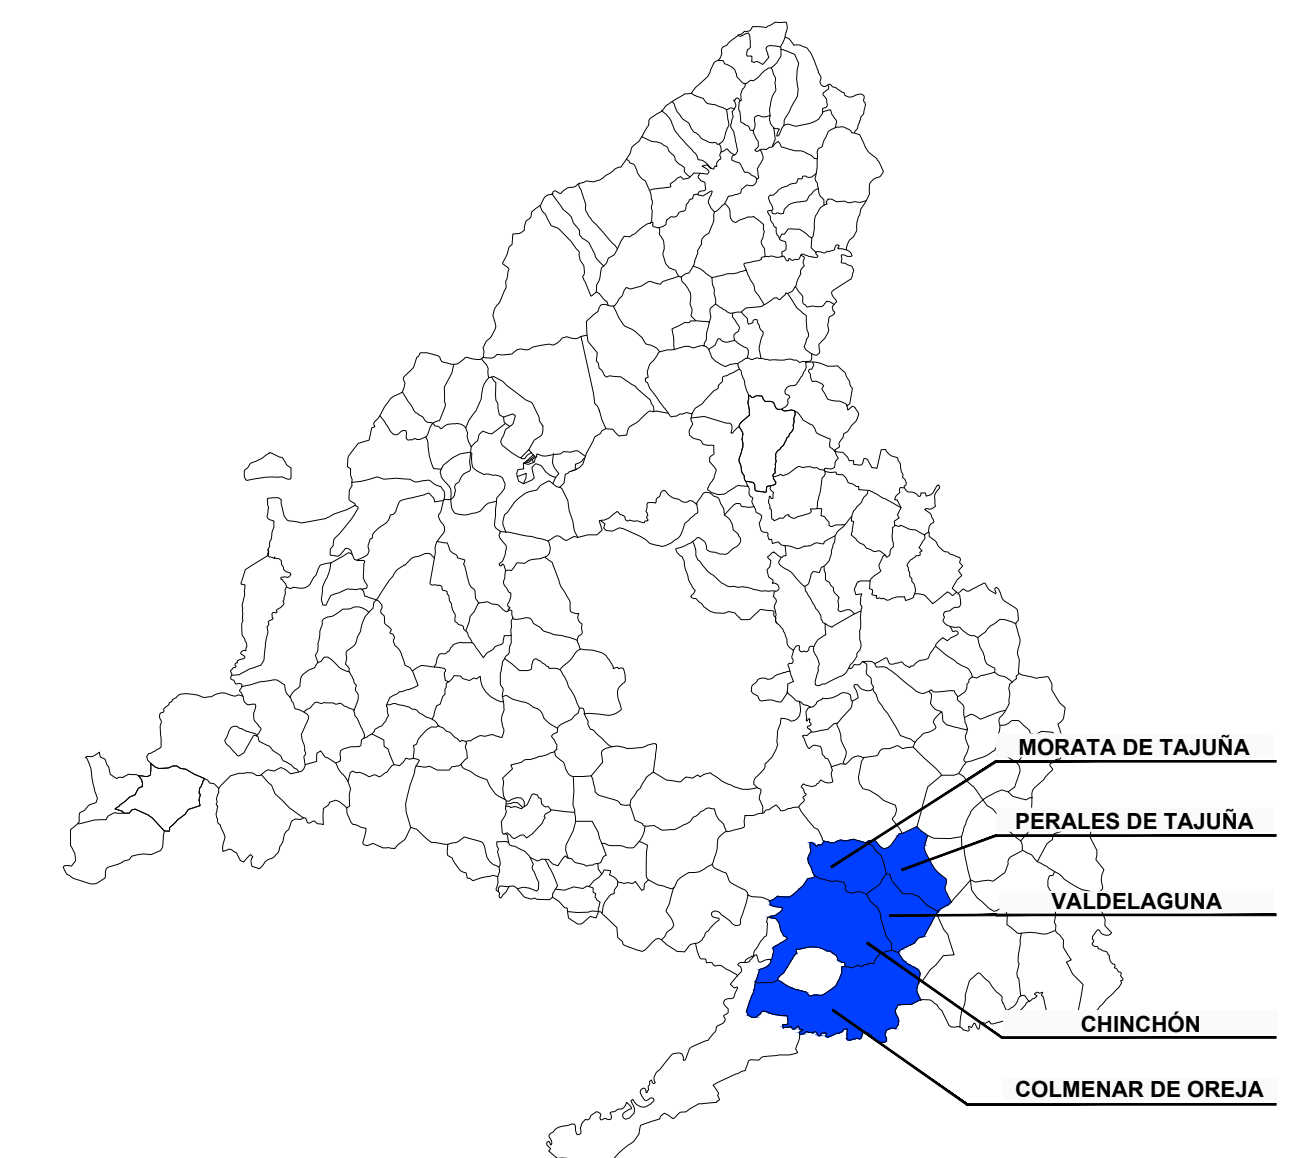 MORATA DE TAJUÑA
PERALES DE TAJUÑA
VALDELAGUNA
CHINCHÓN
COLMENAR DE OREJA